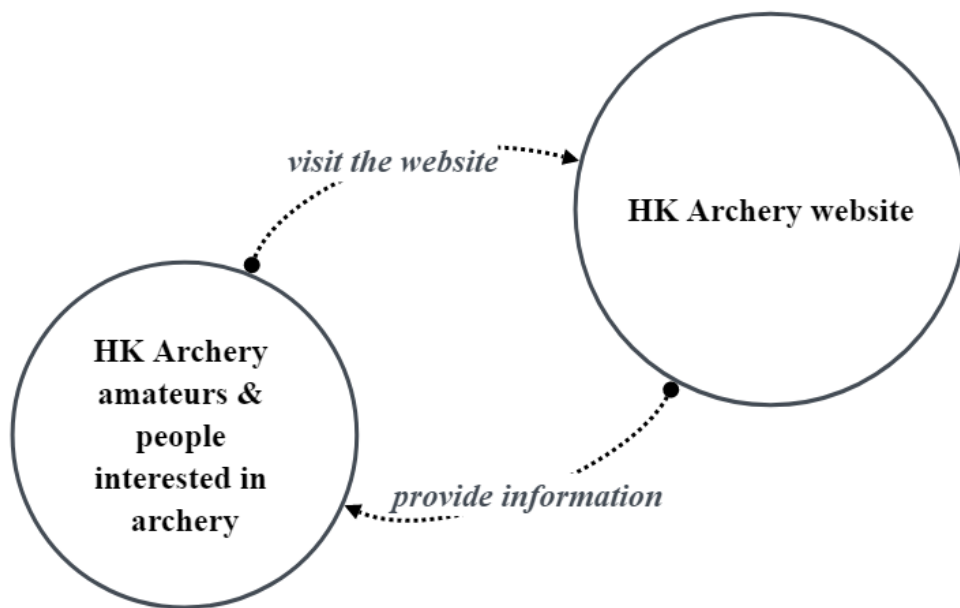 visit the website
HK Archery website
HK Archery
amateurs &
people
interested in
archery
provide information